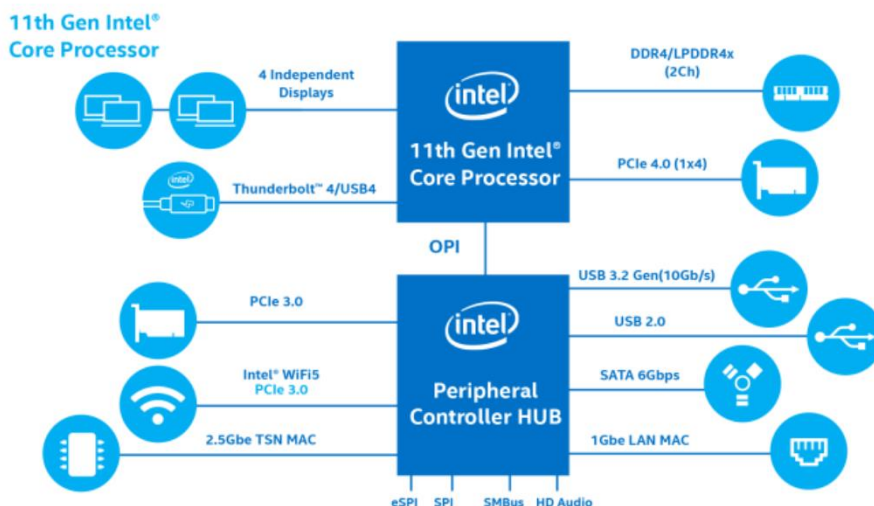 11th Gen Intel®
Core Processor
4 Independent
Displays
Thunderbolt™ 4/USB4
intel
intel
11th Gen Intel®
Core Processor
DDR4/LPDDR4x
(2Ch)
PCIe 4.0 (1x4)
OPI
PCIe 3.0
Intel® WiFi5
PCIe 3.0
2.5Gbe TSN MAC
intel
Peripheral
Controller HUB
USB 3.2 Gen(10Gb/s)
USB 2.0
SATA 6Gbps
1Gbe LAN MAC
eSPI SPI SMBus HD Audio